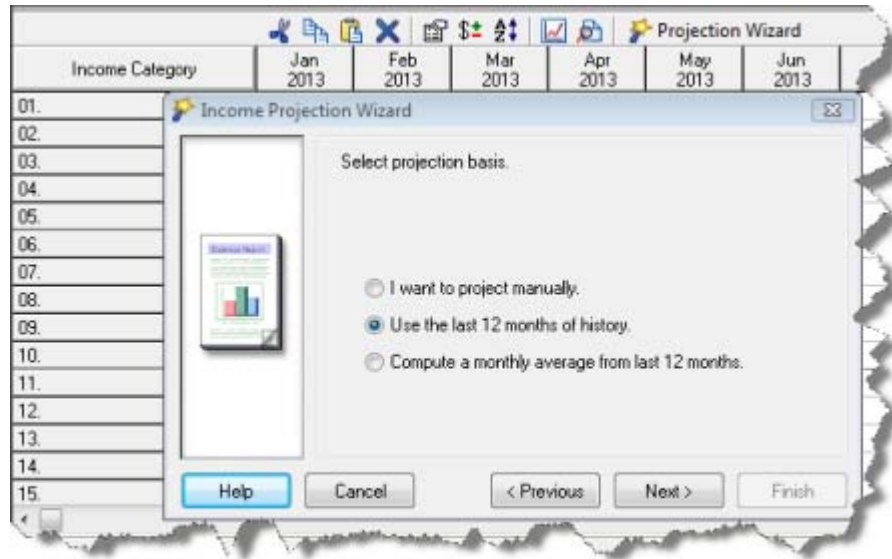 Projection Wizard
Income Category
Jan 2013
Feb 2013
Mar 2013
Apr 2013
May 2013
Jun 2013
01.
02.
03.
04.
05.
06.
07.
08.
09.
10.
11.
12.
13.
14.
15.
Income Projection Wizard
Select projection basis.
I want to project manually.
Use the last 12 months of history.
Compute a monthly average from last 12 months.
Help
Cancel
< Previous
Next >
Finish